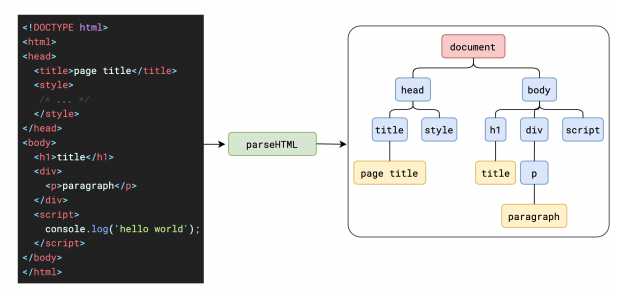 <!DOCTYPE html>
<html>
<head>
  <title>page title</title>
  <style>
   /* ... */
  </style>
</head>
<body>
  <h1>title</h1>
  <div>
    <p>paragraph</p>
  </div>
  <script>
    console.log('hello world');
  </script>
</body>
</html>
parseHTML
document
head body
title style h1 div script
page title title p
paragraph